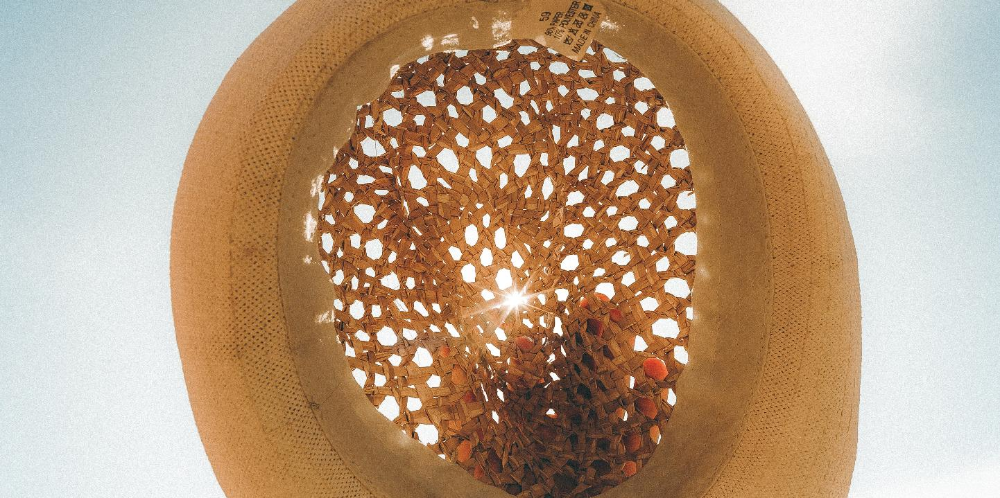 59
90% PAPER
10% POLYESTER
MADE IN CHINA